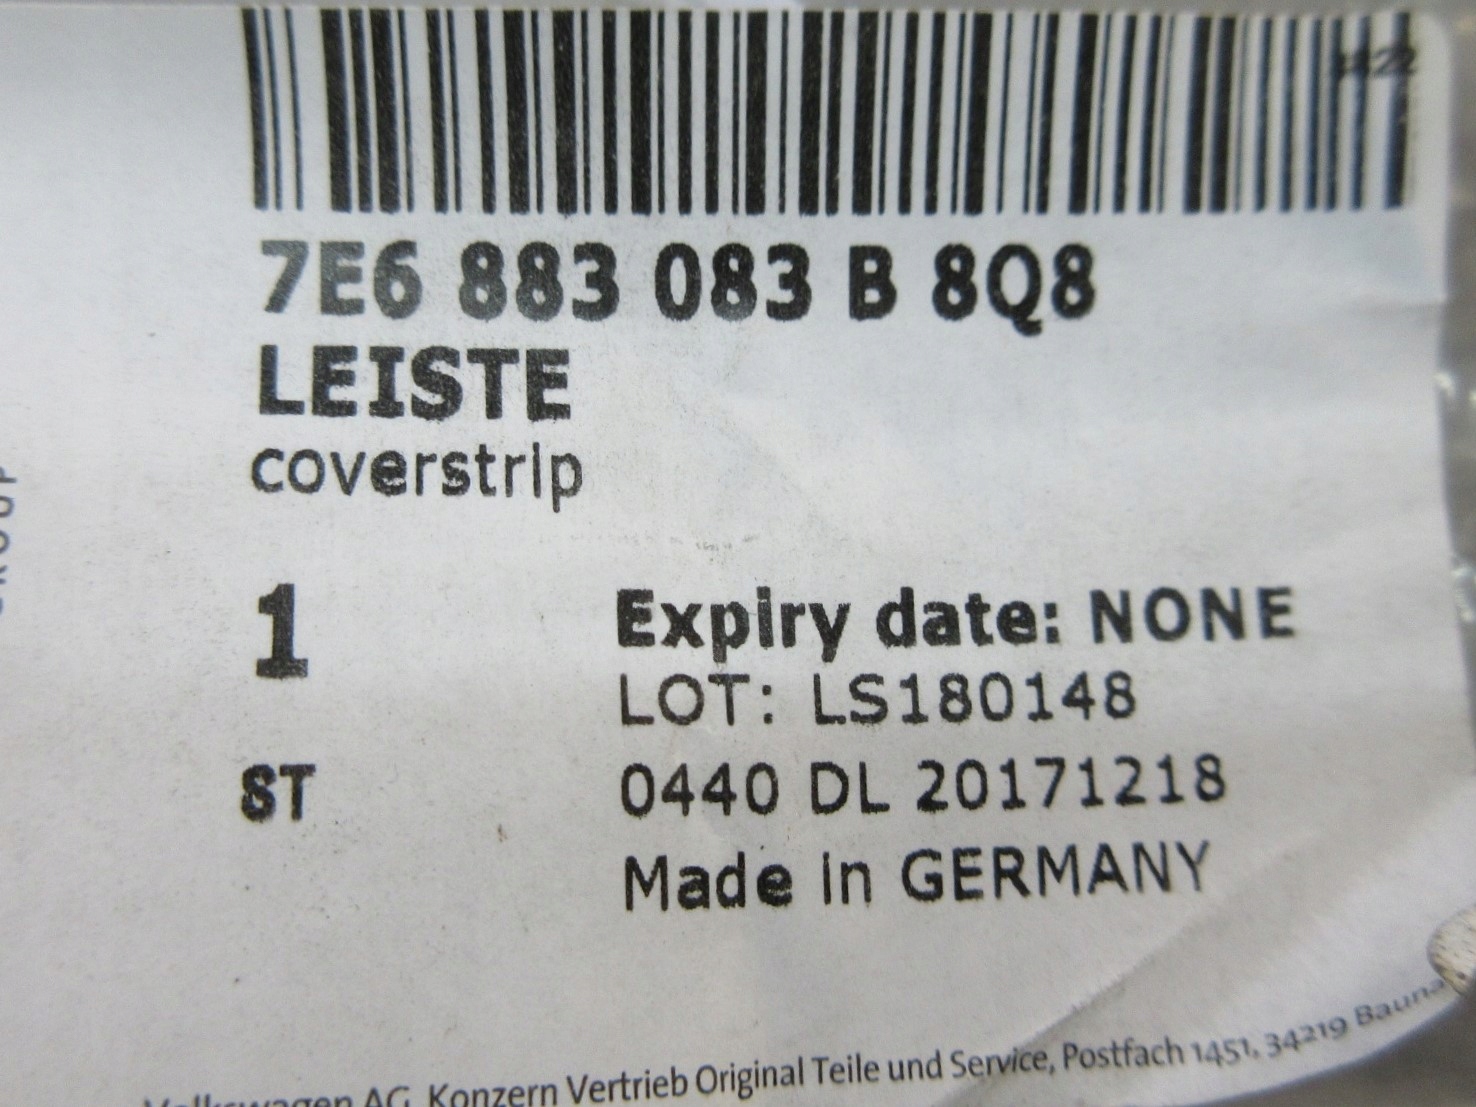 7E6 883 083 B 8Q8
LEISTE
coverstrip
1
Expiry date: NONE
LOT: LS180148
ST
0440 DL 20171218
Made in GERMANY
Volkswagen AG, Konzern Vertrieb Original Teile und Service, Postfach 1451, 34219